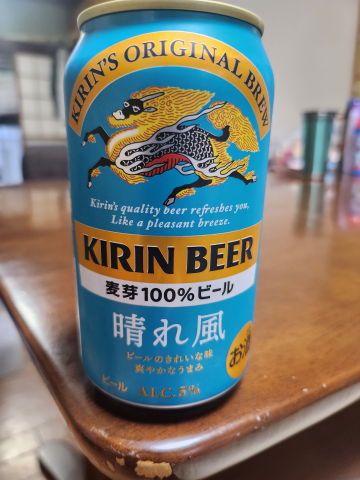 KIRIN'S ORIGINAL BREW
Kirin's quality beer refreshes you,
Like a pleasant breeze.
KIRIN BEER
麦芽100%ビール
晴れ風
ビールのきれいな味
爽やかなうまみ
お酒
ビール ALC. 5%